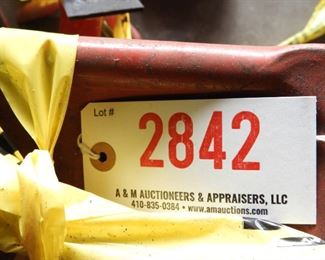 Lot #
2842
A & M AUCTIONEERS & APPRAISERS, LLC
410-835-0384 • www.amauctions.com